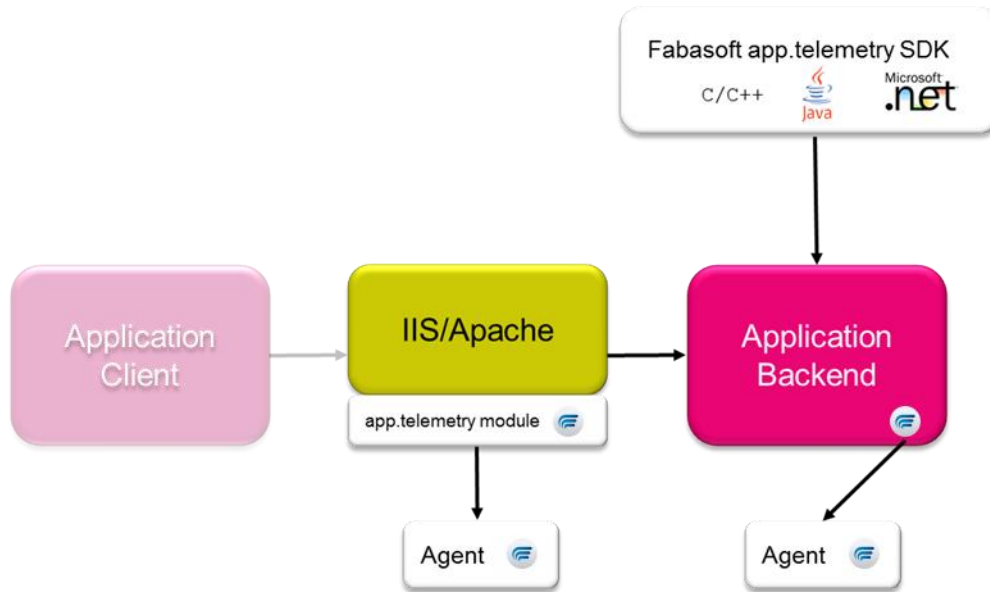 Fabasoft app.telemetry SDK
C/C++
Java
Microsoft
.net
Application
Client
IIS/Apache
app.telemetry module
Application
Backend
Agent
Agent